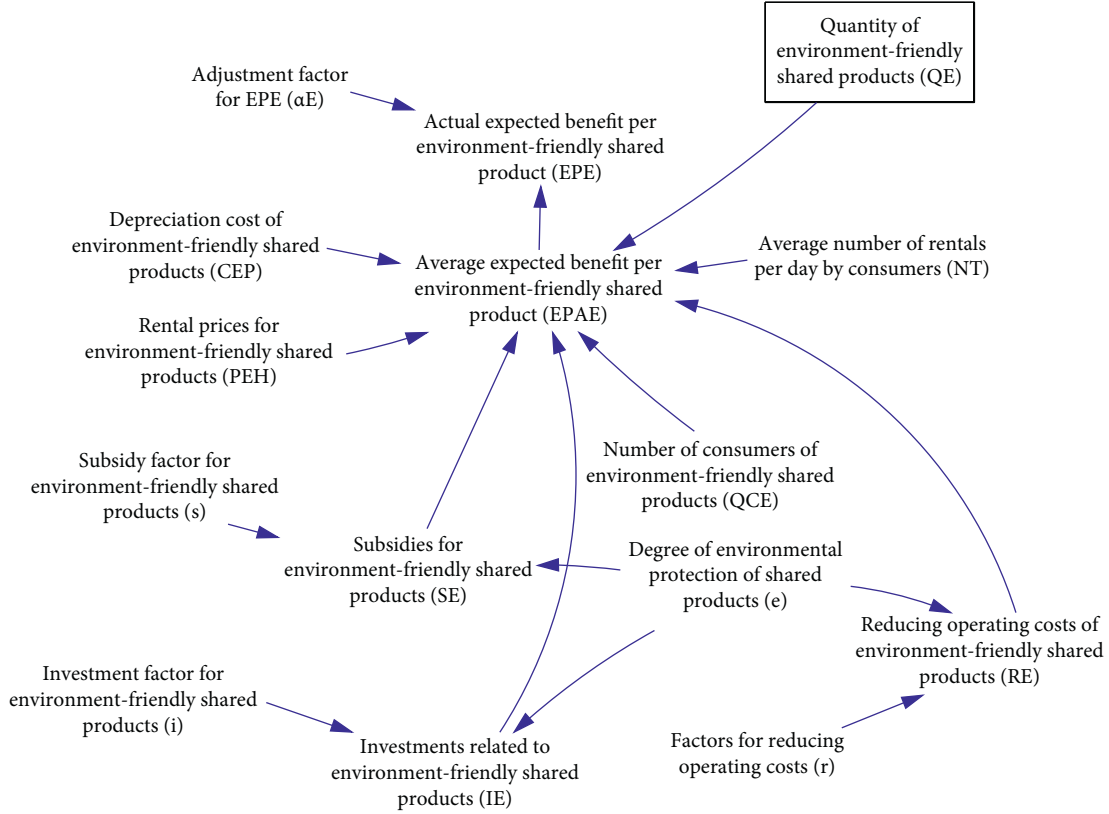 Quantity of
environment-friendly
shared products (QE)
Adjustment factor
for EPE (αE)
Actual expected benefit per
environment-friendly shared
product (EPE)
Depreciation cost of
environment-friendly shared
products (CEP)
Average expected benefit per
environment-friendly shared
product (EPAE)
Average number of rentals
per day by consumers (NT)
Rental prices for
environment-friendly shared
products (PEH)
Number of consumers of
environment-friendly shared
products (QCE)
Subsidy factor for
environment-friendly shared
products (s)
Subsidies for
environment-friendly shared
products (SE)
Degree of environmental
protection of shared
products (e)
Reducing operating costs of
environment-friendly shared
products (RE)
Investment factor for
environment-friendly shared
products (i)
Investments related to
environment-friendly shared
products (IE)
Factors for reducing
operating costs (r)